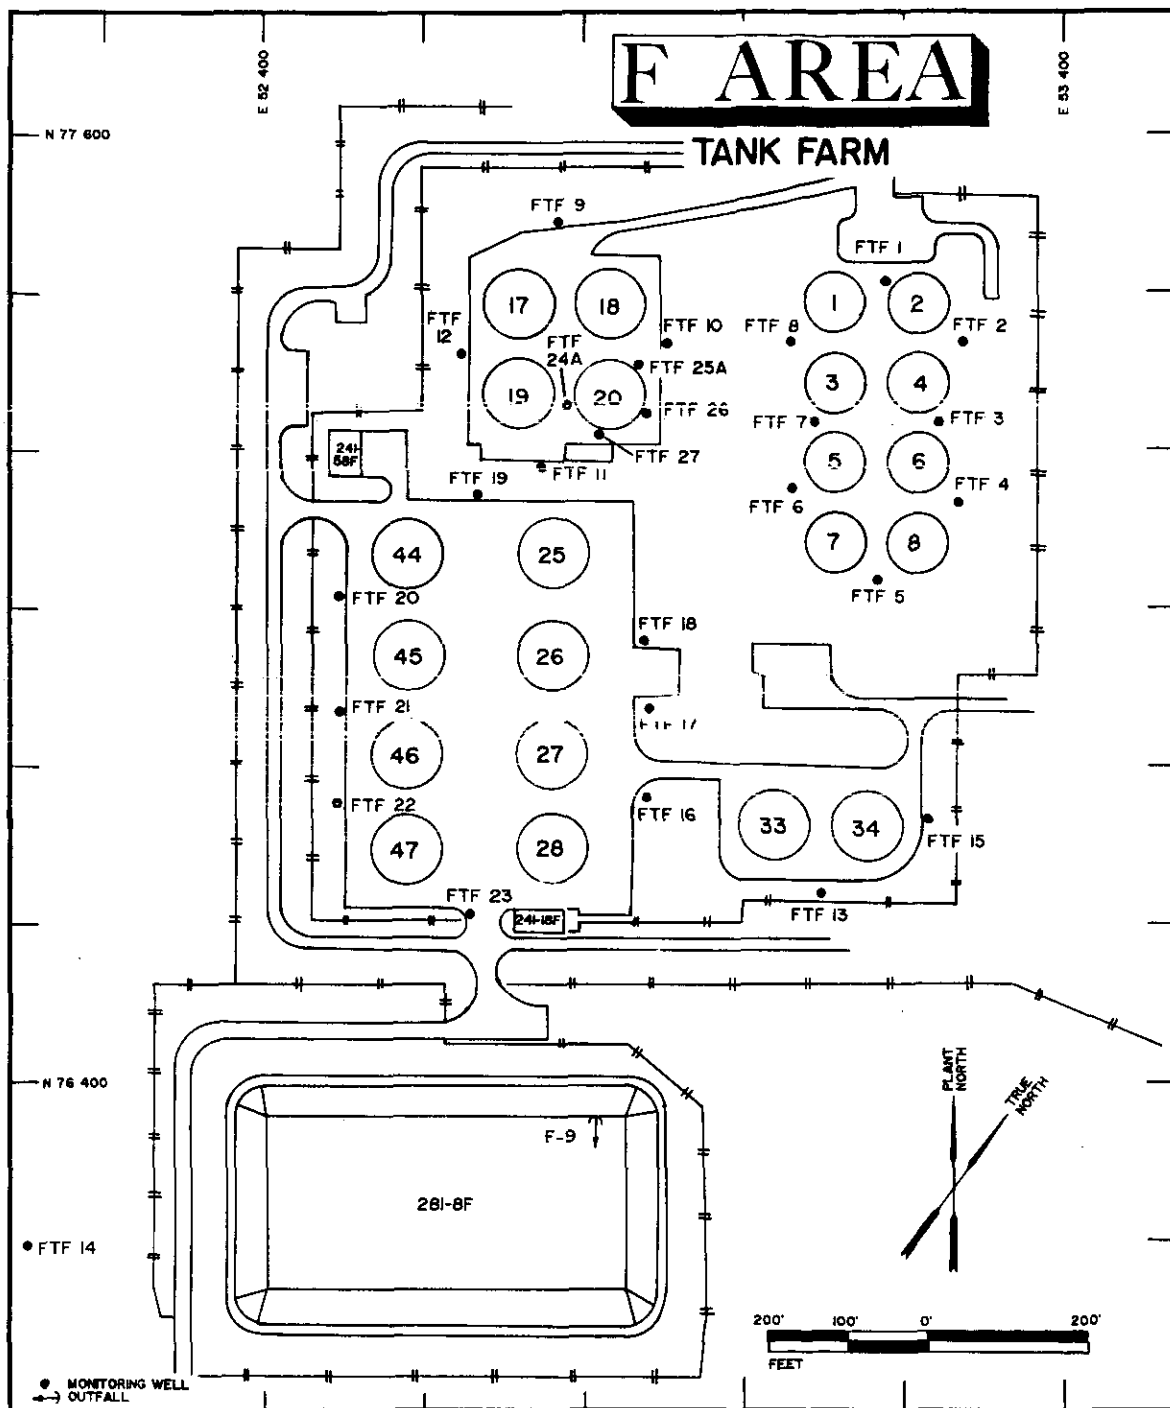 E 52 400
F AREA
E 53 400
N 77 600
TANK FARM
FTF 9
FTF 1
17
18
1
2
FTF
12
FTF
24A
FTF 10
FTF 8
FTF 2
FTF 25A
3
4
19
20
FTF 26
FTF 7
FTF 3
241-
58F
FTF 27
FTF 11
FTF 19
5
6
FTF 6
FTF 4
44
25
7
8
FTF 20
FTF 5
FTF 18
45
26
FTF 21
FTF 17
46
27
FTF 22
FTF 16
33
34
FTF 15
47
28
FTF 23
241-18F
FTF 13
N 76 400
PLANT
NORTH
TRUE
NORTH
F-9
281-8F
FTF 14
200'
100'
0'
200'
FEET
MONITORING WELL
OUTFALL